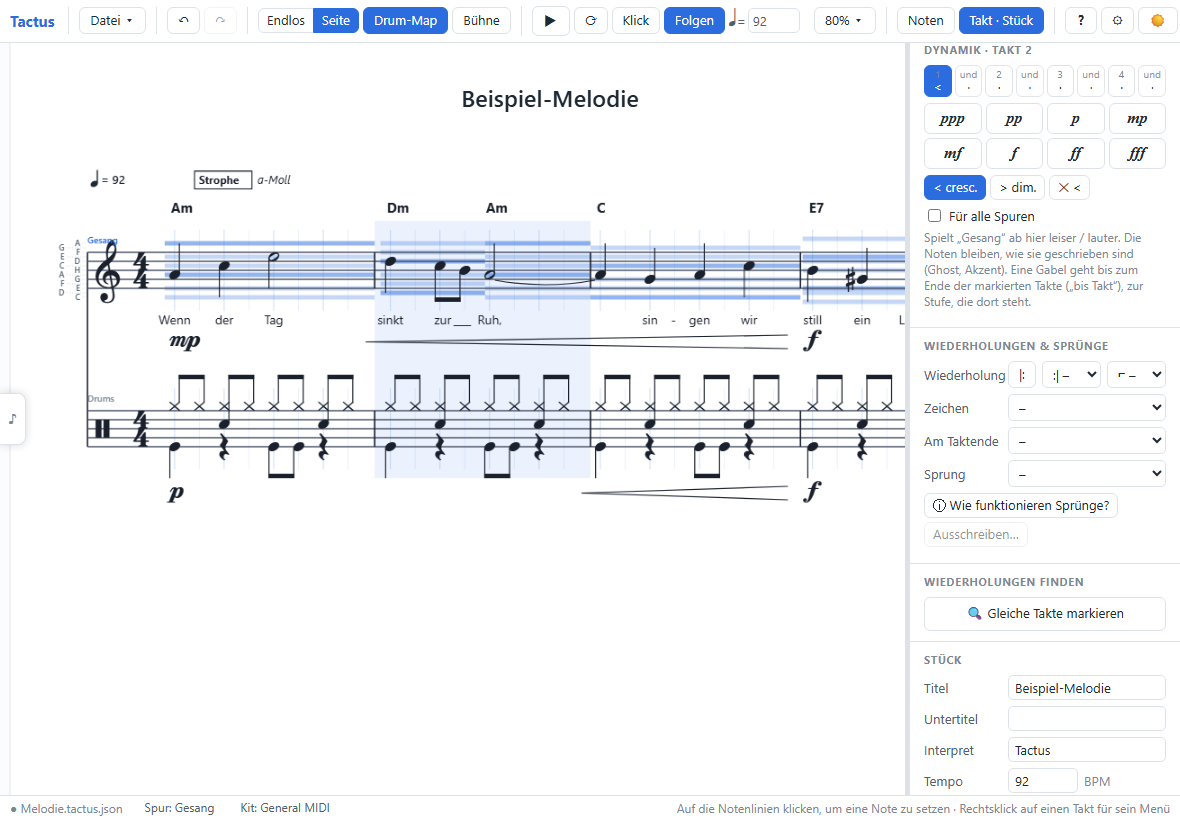 Tactus Datei Endlos Seite Drum-Map Bühne Klick Folgen = 92 80% Noten Takt · Stück ?
DYNAMIK · TAKT 2
1 und 2 und 3 und 4 und
< . . . . . . .
ppp pp p mp
mf f ff fff
< cresc. > dim. ✕ <
Für alle Spuren
Spielt „Gesang“ ab hier leiser / lauter. Die
Noten bleiben, wie sie geschrieben sind
(Ghost, Akzent). Eine Gabel geht bis zum
Ende der markierten Takte („bis Takt“), zur
Stufe, die dort steht.
WIEDERHOLUNGEN & SPRÜNGE
Wiederholung |: :| – ⌐ –
Zeichen –
Am Taktende –
Sprung –
ⓘ Wie funktionieren Sprünge?
Ausschreiben...
WIEDERHOLUNGEN FINDEN
Gleiche Takte markieren
STÜCK
Titel Beispiel-Melodie
Untertitel
Interpret Tactus
Tempo 92 BPM
Beispiel-Melodie
= 92 Strophe a-Moll
Am Dm Am C E7
Gesang
G E C A F D
A F D H G E C
4 4
Wenn der Tag sinkt zur __ Ruh, sin - gen wir still ein L
mp f
Drums
4 4
p f
● Melodie.tactus.json Spur: Gesang Kit: General MIDI Auf die Notenlinien klicken, um eine Note zu setzen · Rechtsklick auf einen Takt für sein Menü